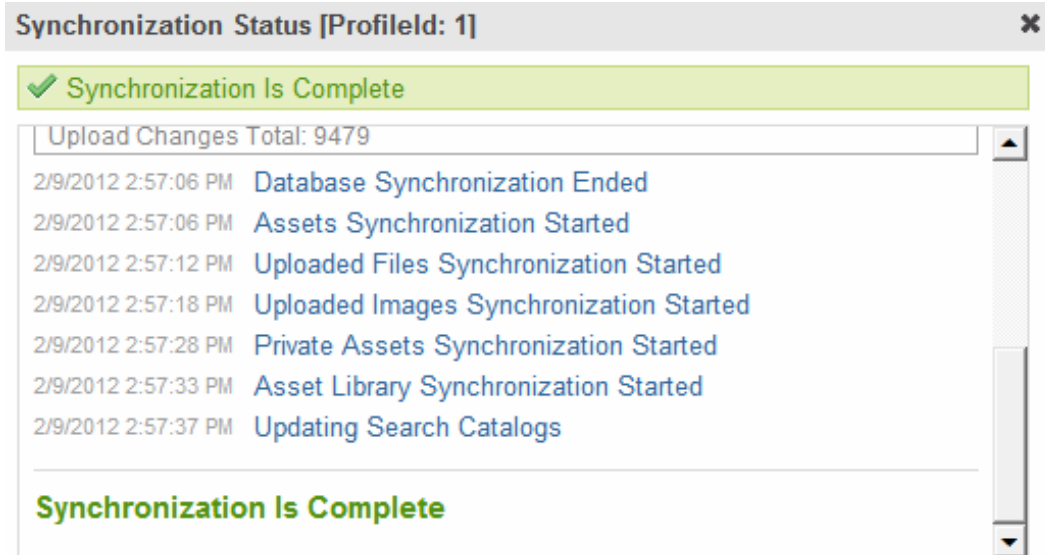 Synchronization Status [ProfileId: 1]
Synchronization Is Complete
Upload Changes Total: 9479
2/9/2012 2:57:06 PM Database Synchronization Ended
2/9/2012 2:57:06 PM Assets Synchronization Started
2/9/2012 2:57:12 PM Uploaded Files Synchronization Started
2/9/2012 2:57:18 PM Uploaded Images Synchronization Started
2/9/2012 2:57:28 PM Private Assets Synchronization Started
2/9/2012 2:57:33 PM Asset Library Synchronization Started
2/9/2012 2:57:37 PM Updating Search Catalogs
Synchronization Is Complete